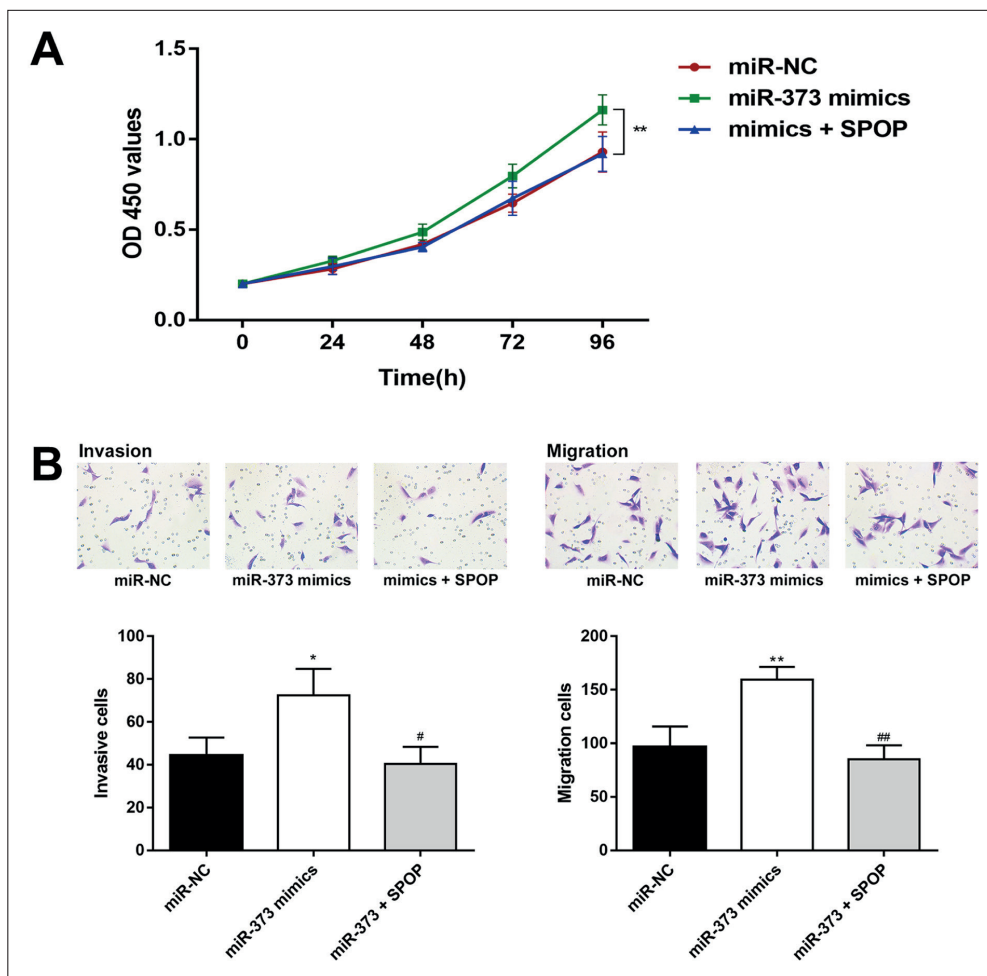 A
1.5
1.0
0.5
0.0
OD 450 values
0 24 48 72 96
Time(h)
miR-NC
miR-373 mimics
mimics + SPOP
**
B
Invasion
miR-NC miR-373 mimics mimics + SPOP
Migration
miR-NC miR-373 mimics mimics + SPOP
100
80
60
40
20
0
Invasive cells
*
#
miR-NC
miR-373 mimics
miR-373 + SPOP
200
150
100
50
0
Migration cells
**
##
miR-NC
miR-373 mimics
miR-373 + SPOP